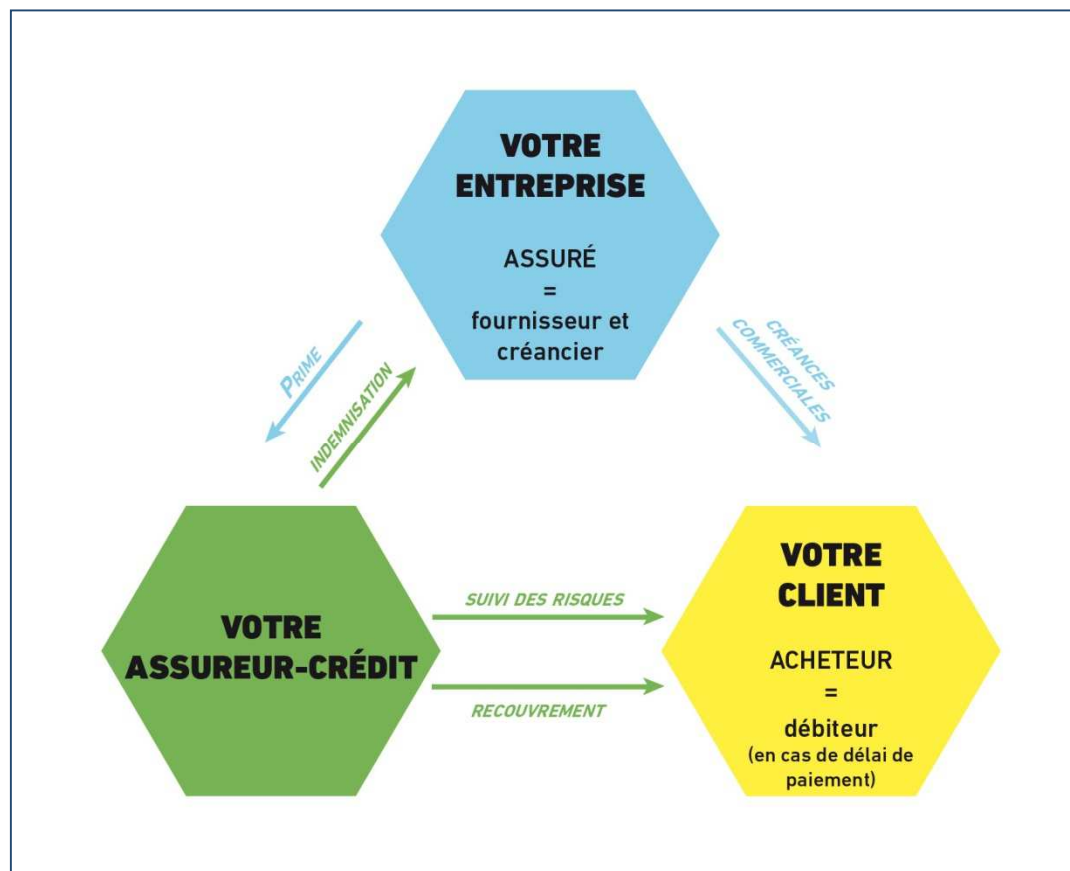 VOTRE
ENTREPRISE
ASSURÉ
=
fournisseur et
créancier
PRIME
INDEMNISATION
CRÉANCES
COMMERCIALES
VOTRE
ASSUREUR-CRÉDIT
SUIVI DES RISQUES
RECOUVREMENT
VOTRE
CLIENT
ACHETEUR
=
débiteur
(en cas de délai de
paiement)